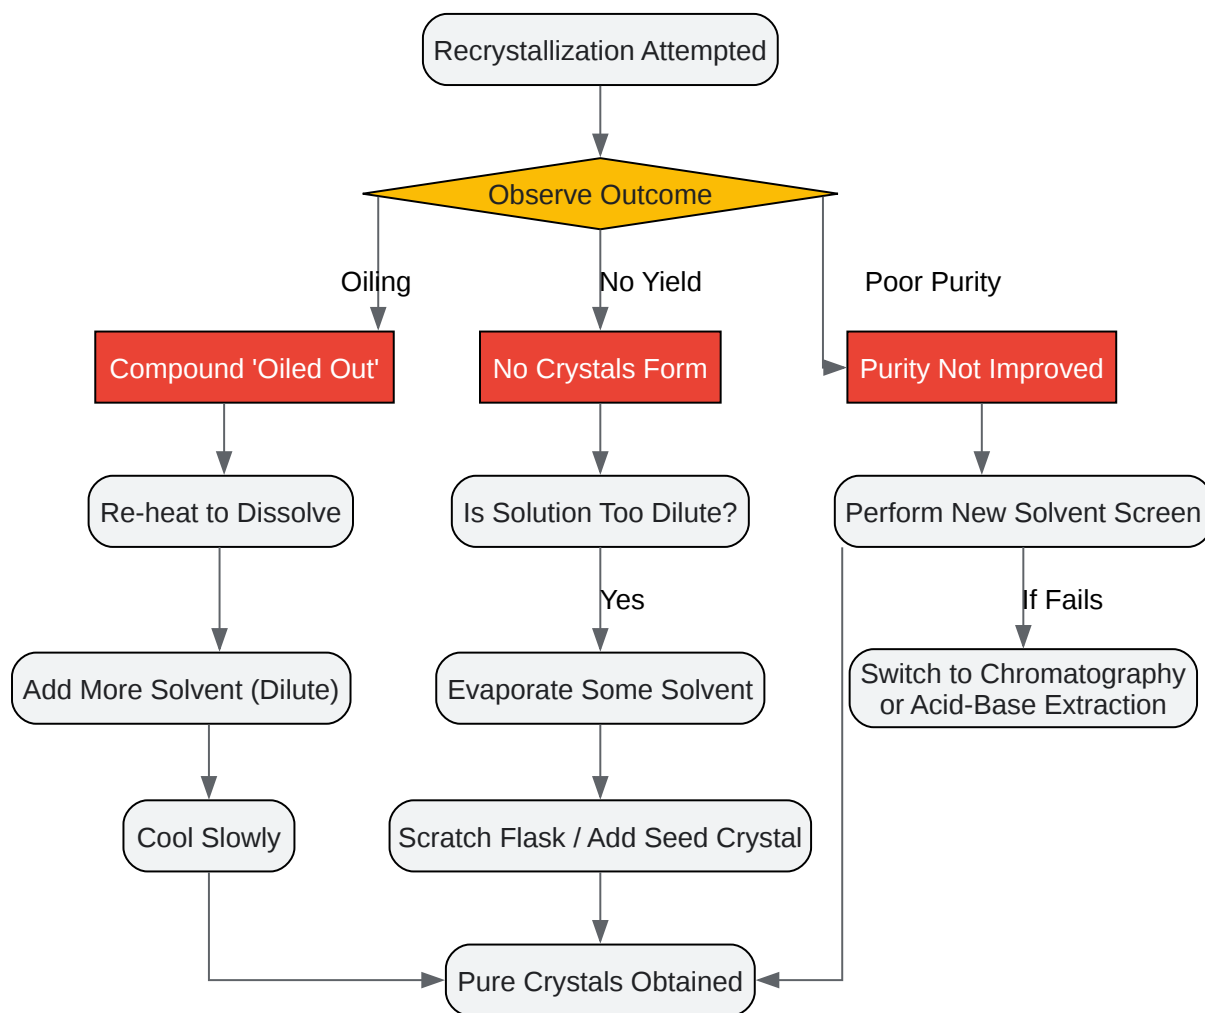 Recrystallization Attempted
Observe Outcome
Oiling
No Yield
Poor Purity
Compound 'Oiled Out'
No Crystals Form
Purity Not Improved
Re-heat to Dissolve
Is Solution Too Dilute?
Perform New Solvent Screen
Yes
If Fails
Add More Solvent (Dilute)
Evaporate Some Solvent
Switch to Chromatography
or Acid-Base Extraction
Cool Slowly
Scratch Flask / Add Seed Crystal
Pure Crystals Obtained